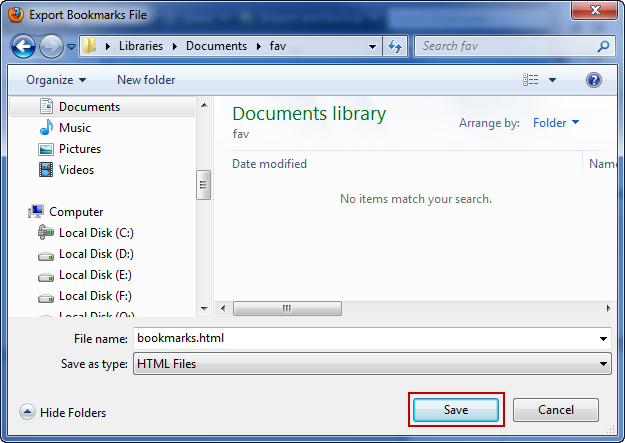 Export Bookmarks File
Libraries Documents fav
Search fav
Organize New folder
Documents
Music
Pictures
Videos
Computer
Local Disk (C:)
Local Disk (D:)
Local Disk (E:)
Local Disk (F:)
Documents library
fav
Arrange by: Folder
Date modified Name
No items match your search.
File name: bookmarks.html
Save as type: HTML Files
Hide Folders
Save Cancel